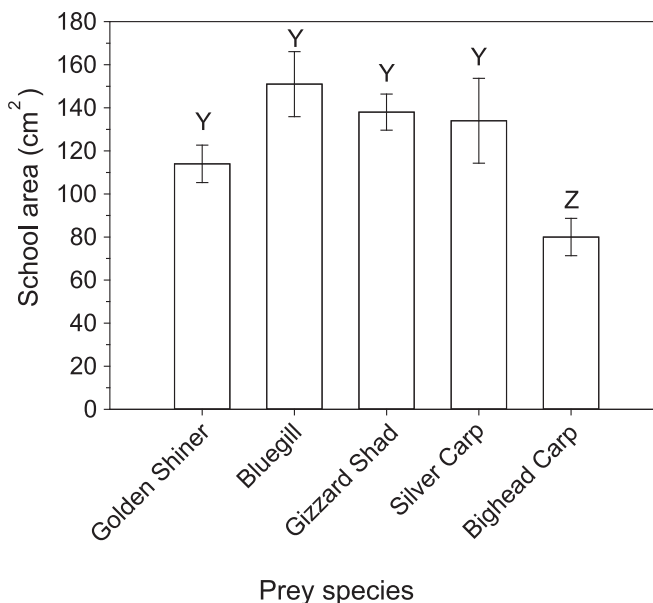 180
160
140
120
100
80
60
40
20
0
School area (cm²)
Y
Y
Y
Y
Z
Golden Shiner
Bluegill
Gizzard Shad
Silver Carp
Bighead Carp
Prey species